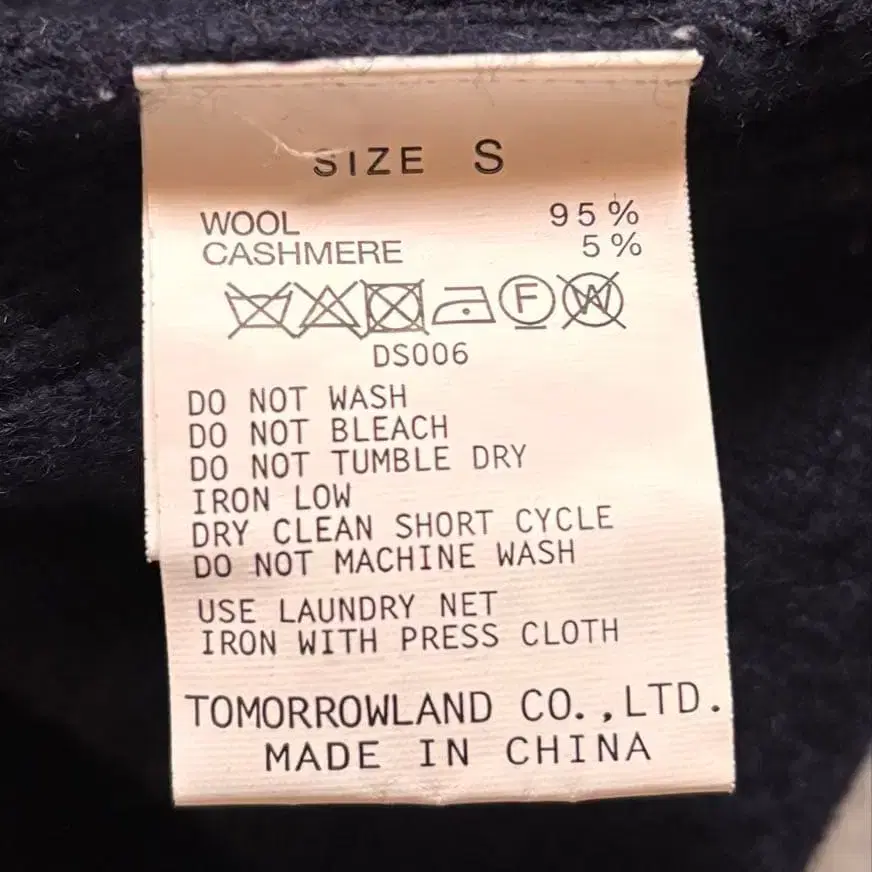 SIZE S
WOOL 95%
CASHMERE 5%
F W
DS006
DO NOT WASH
DO NOT BLEACH
DO NOT TUMBLE DRY
IRON LOW
DRY CLEAN SHORT CYCLE
DO NOT MACHINE WASH
USE LAUNDRY NET
IRON WITH PRESS CLOTH
TOMORROWLAND CO.,LTD.
MADE IN CHINA